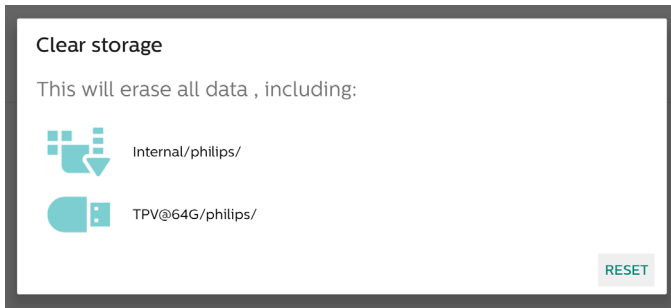 Clear storage
This will erase all data , including:
Internal/philips/
TPV@64G/philips/
RESET